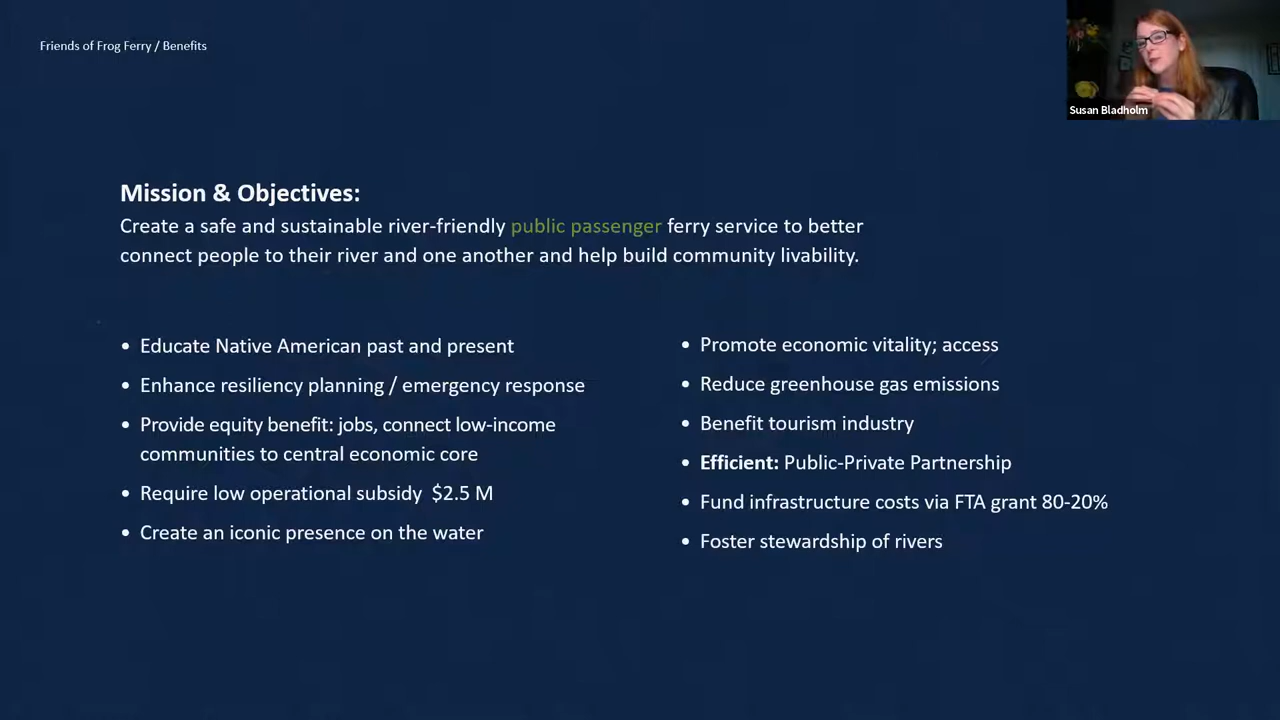 Friends of Frog Ferry / Benefits
Susan Bladholm
Mission & Objectives:
Create a safe and sustainable river-friendly public passenger ferry service to better
connect people to their river and one another and help build community livability.
• Educate Native American past and present
• Enhance resiliency planning / emergency response
• Provide equity benefit: jobs, connect low-income
communities to central economic core
• Require low operational subsidy $2.5 M
• Create an iconic presence on the water
• Promote economic vitality; access
• Reduce greenhouse gas emissions
• Benefit tourism industry
• Efficient: Public-Private Partnership
• Fund infrastructure costs via FTA grant 80-20%
• Foster stewardship of rivers